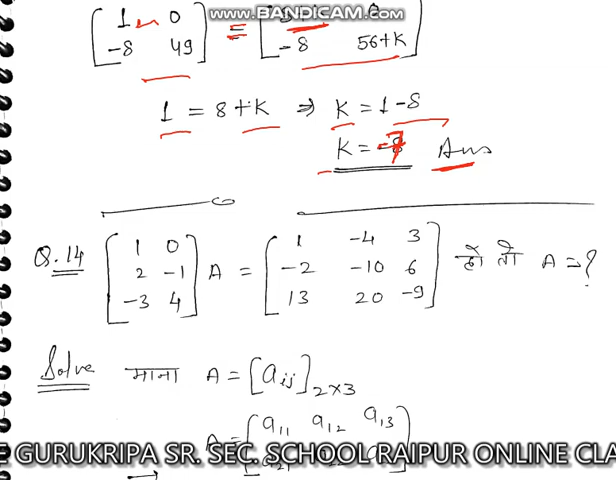 www.BANDICAM.com
[1 0
-8 49] = [8+K 0
-8 56+K]
1 = 8+K ⇒ K = 1-8
K = -7 Ans
Q.14 [1 0
2 -1
-3 4] A = [1 -4 3
-2 -10 6
13 20 -9] हो तो A = ?
Solve माना A = [aij]2×3
A = [a11 a12 a13
GURUKRIPA SR. SEC. SCHOOL RAIPUR ONLINE CLA